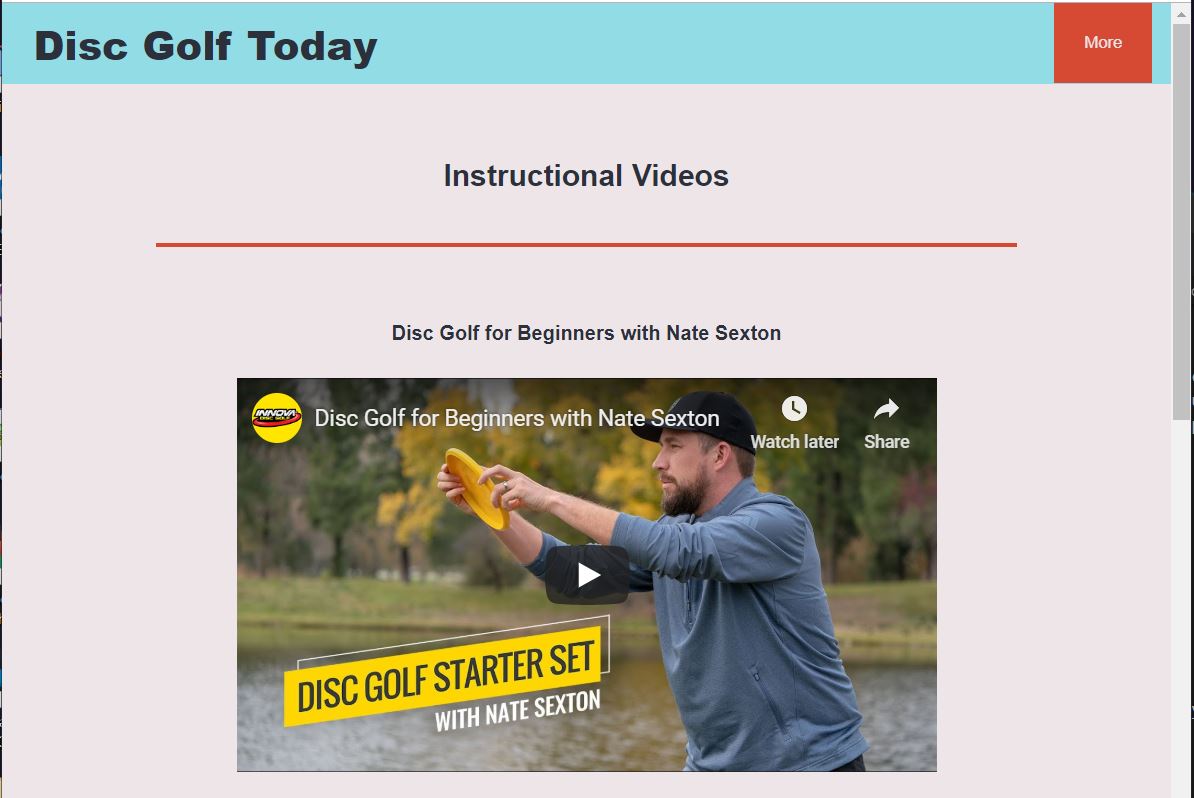 Disc Golf Today
More
Instructional Videos
Disc Golf for Beginners with Nate Sexton
INNOVA
DISC GOLF
Disc Golf for Beginners with Nate Sexton
Watch later
Share
DISC GOLF STARTER SET
WITH NATE SEXTON